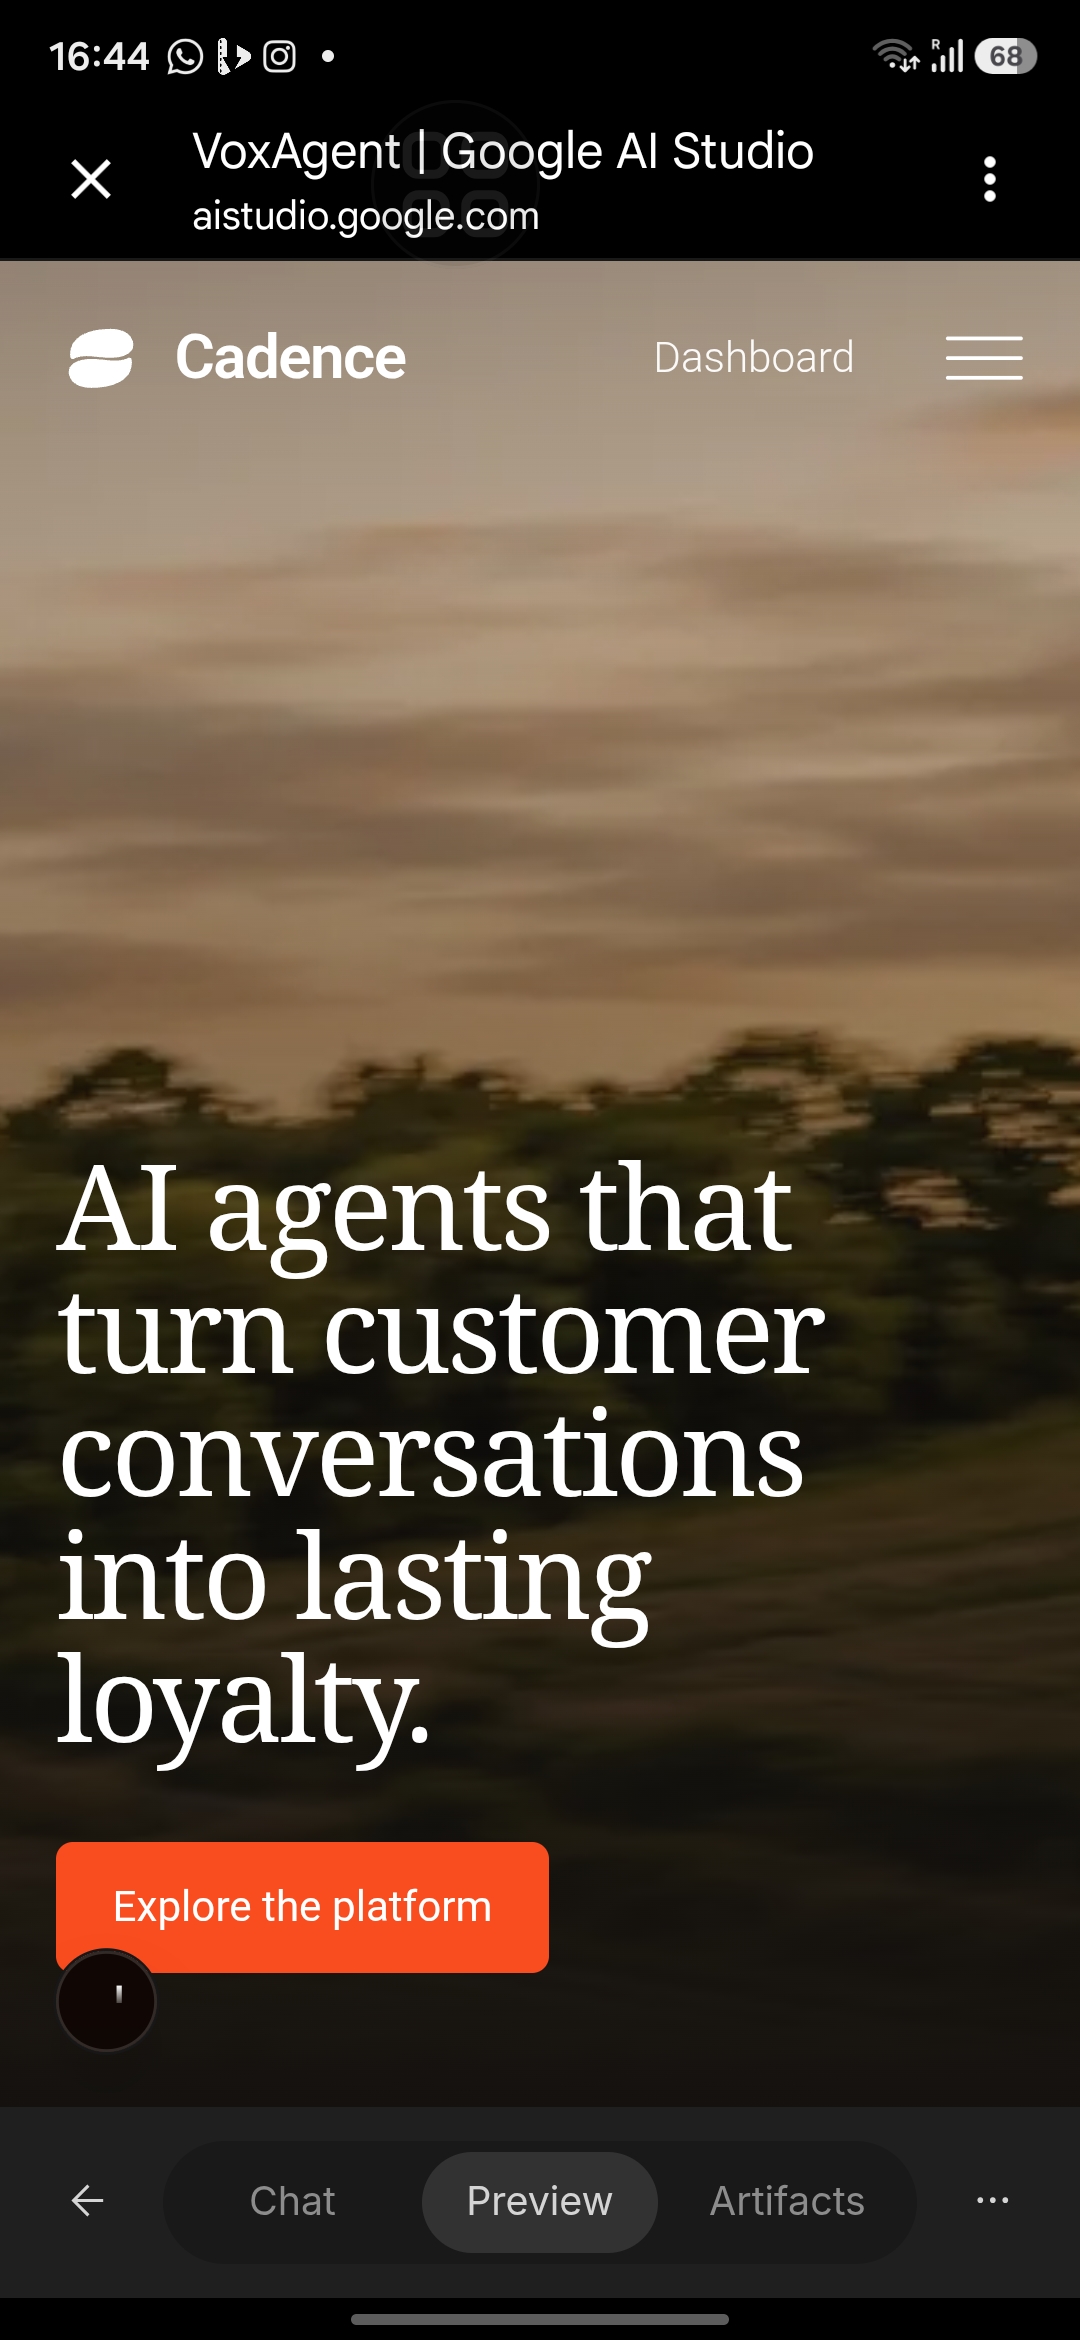 16:44
R
68
VoxAgent | Google AI Studio
aistudio.google.com
Cadence
Dashboard
AI agents that
turn customer
conversations
into lasting
loyalty.
Explore the platform
Chat
Preview
Artifacts